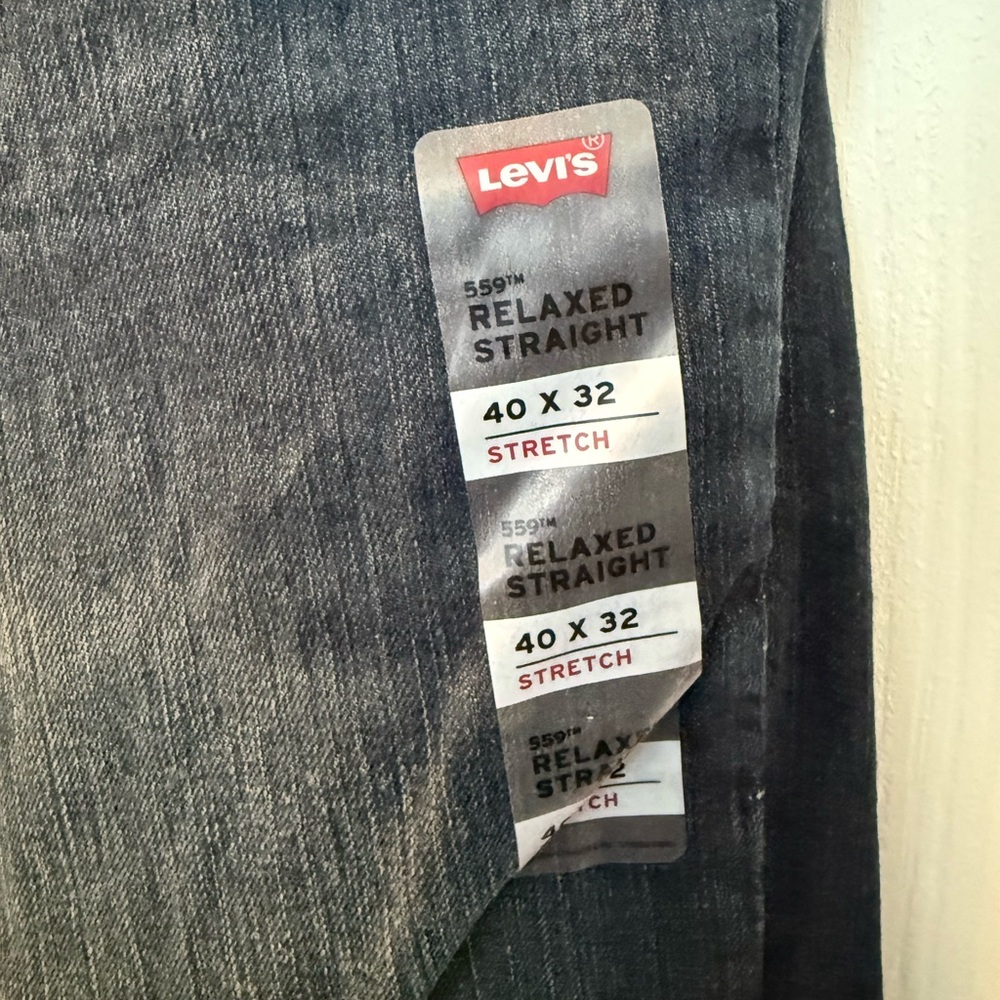 LEVI'S®
559™
RELAXED
STRAIGHT
40 X 32
STRETCH
559™
RELAXED
STRAIGHT
40 X 32
STRETCH
559™